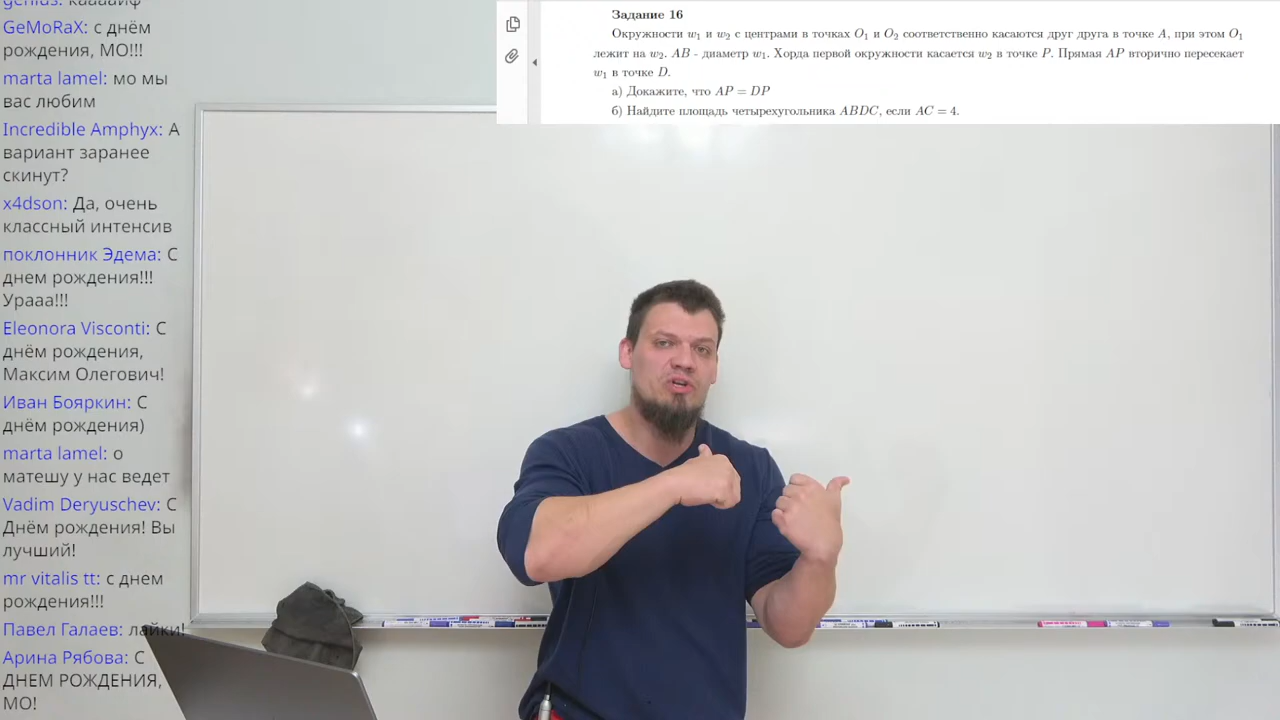 genius: кааааиф
GeMoRaX: с днём
рождения, МО!!!
marta lamel: мо мы
вас любим
Incredible Amphyx: А
вариант заранее
скинут?
x4dson: Да, очень
классный интенсив
поклонник Эдема: С
днем рождения!!!
Урааа!!!
Eleonora Visconti: С
днём рождения,
Максим Олегович!
Иван Бояркин: С
днём рождения)
marta lamel: о
матешу у нас ведет
Vadim Deryuschev: С
Днём рождения! Вы
лучший!
mr vitalis tt: с днем
рождения!!!
Павел Галаев: лайки!
Арина Рябова: С
ДНЕМ РОЖДЕНИЯ,
МО!
Задание 16
Окружности w₁ и w₂ с центрами в точках O₁ и O₂ соответственно касаются друг друга в точке A, при этом O₁
лежит на w₂. AB - диаметр w₁. Хорда первой окружности касается w₂ в точке P. Прямая AP вторично пересекает
w₁ в точке D.
а) Докажите, что AP = DP
б) Найдите площадь четырехугольника ABDC, если AC = 4.